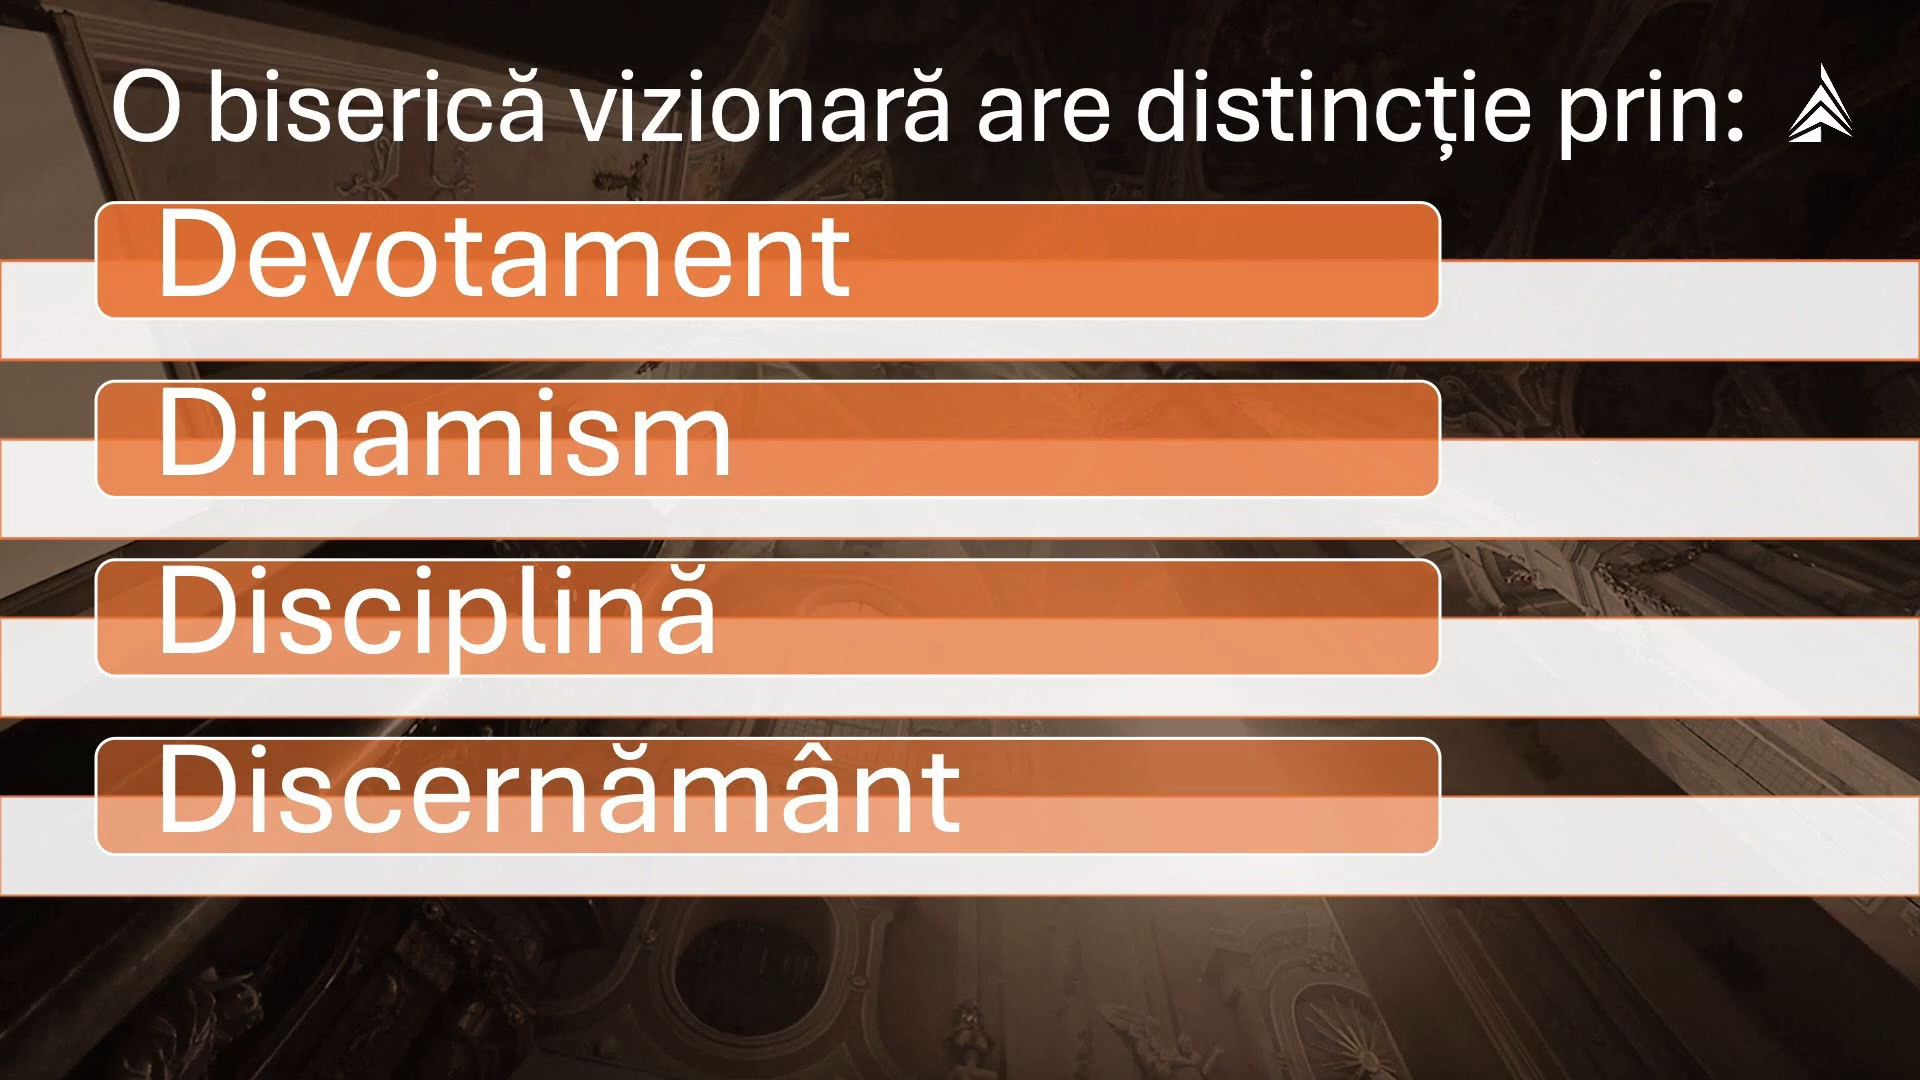 O biserică vizionară are distincție prin:
Devotament
Dinamism
Disciplină
Discernământ